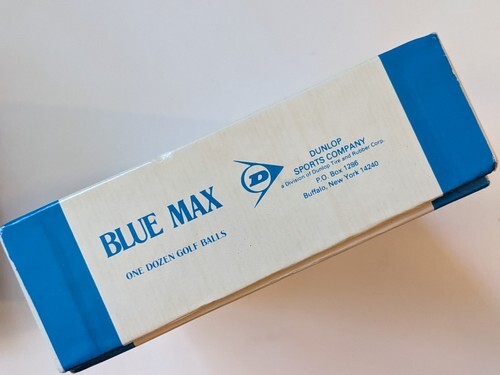 BLUE MAX
ONE DOZEN GOLF BALLS
D
DUNLOP
SPORTS COMPANY
a Division of Dunlop Tire and Rubber Corp.
P.O. Box 1286
Buffalo, New York 14240